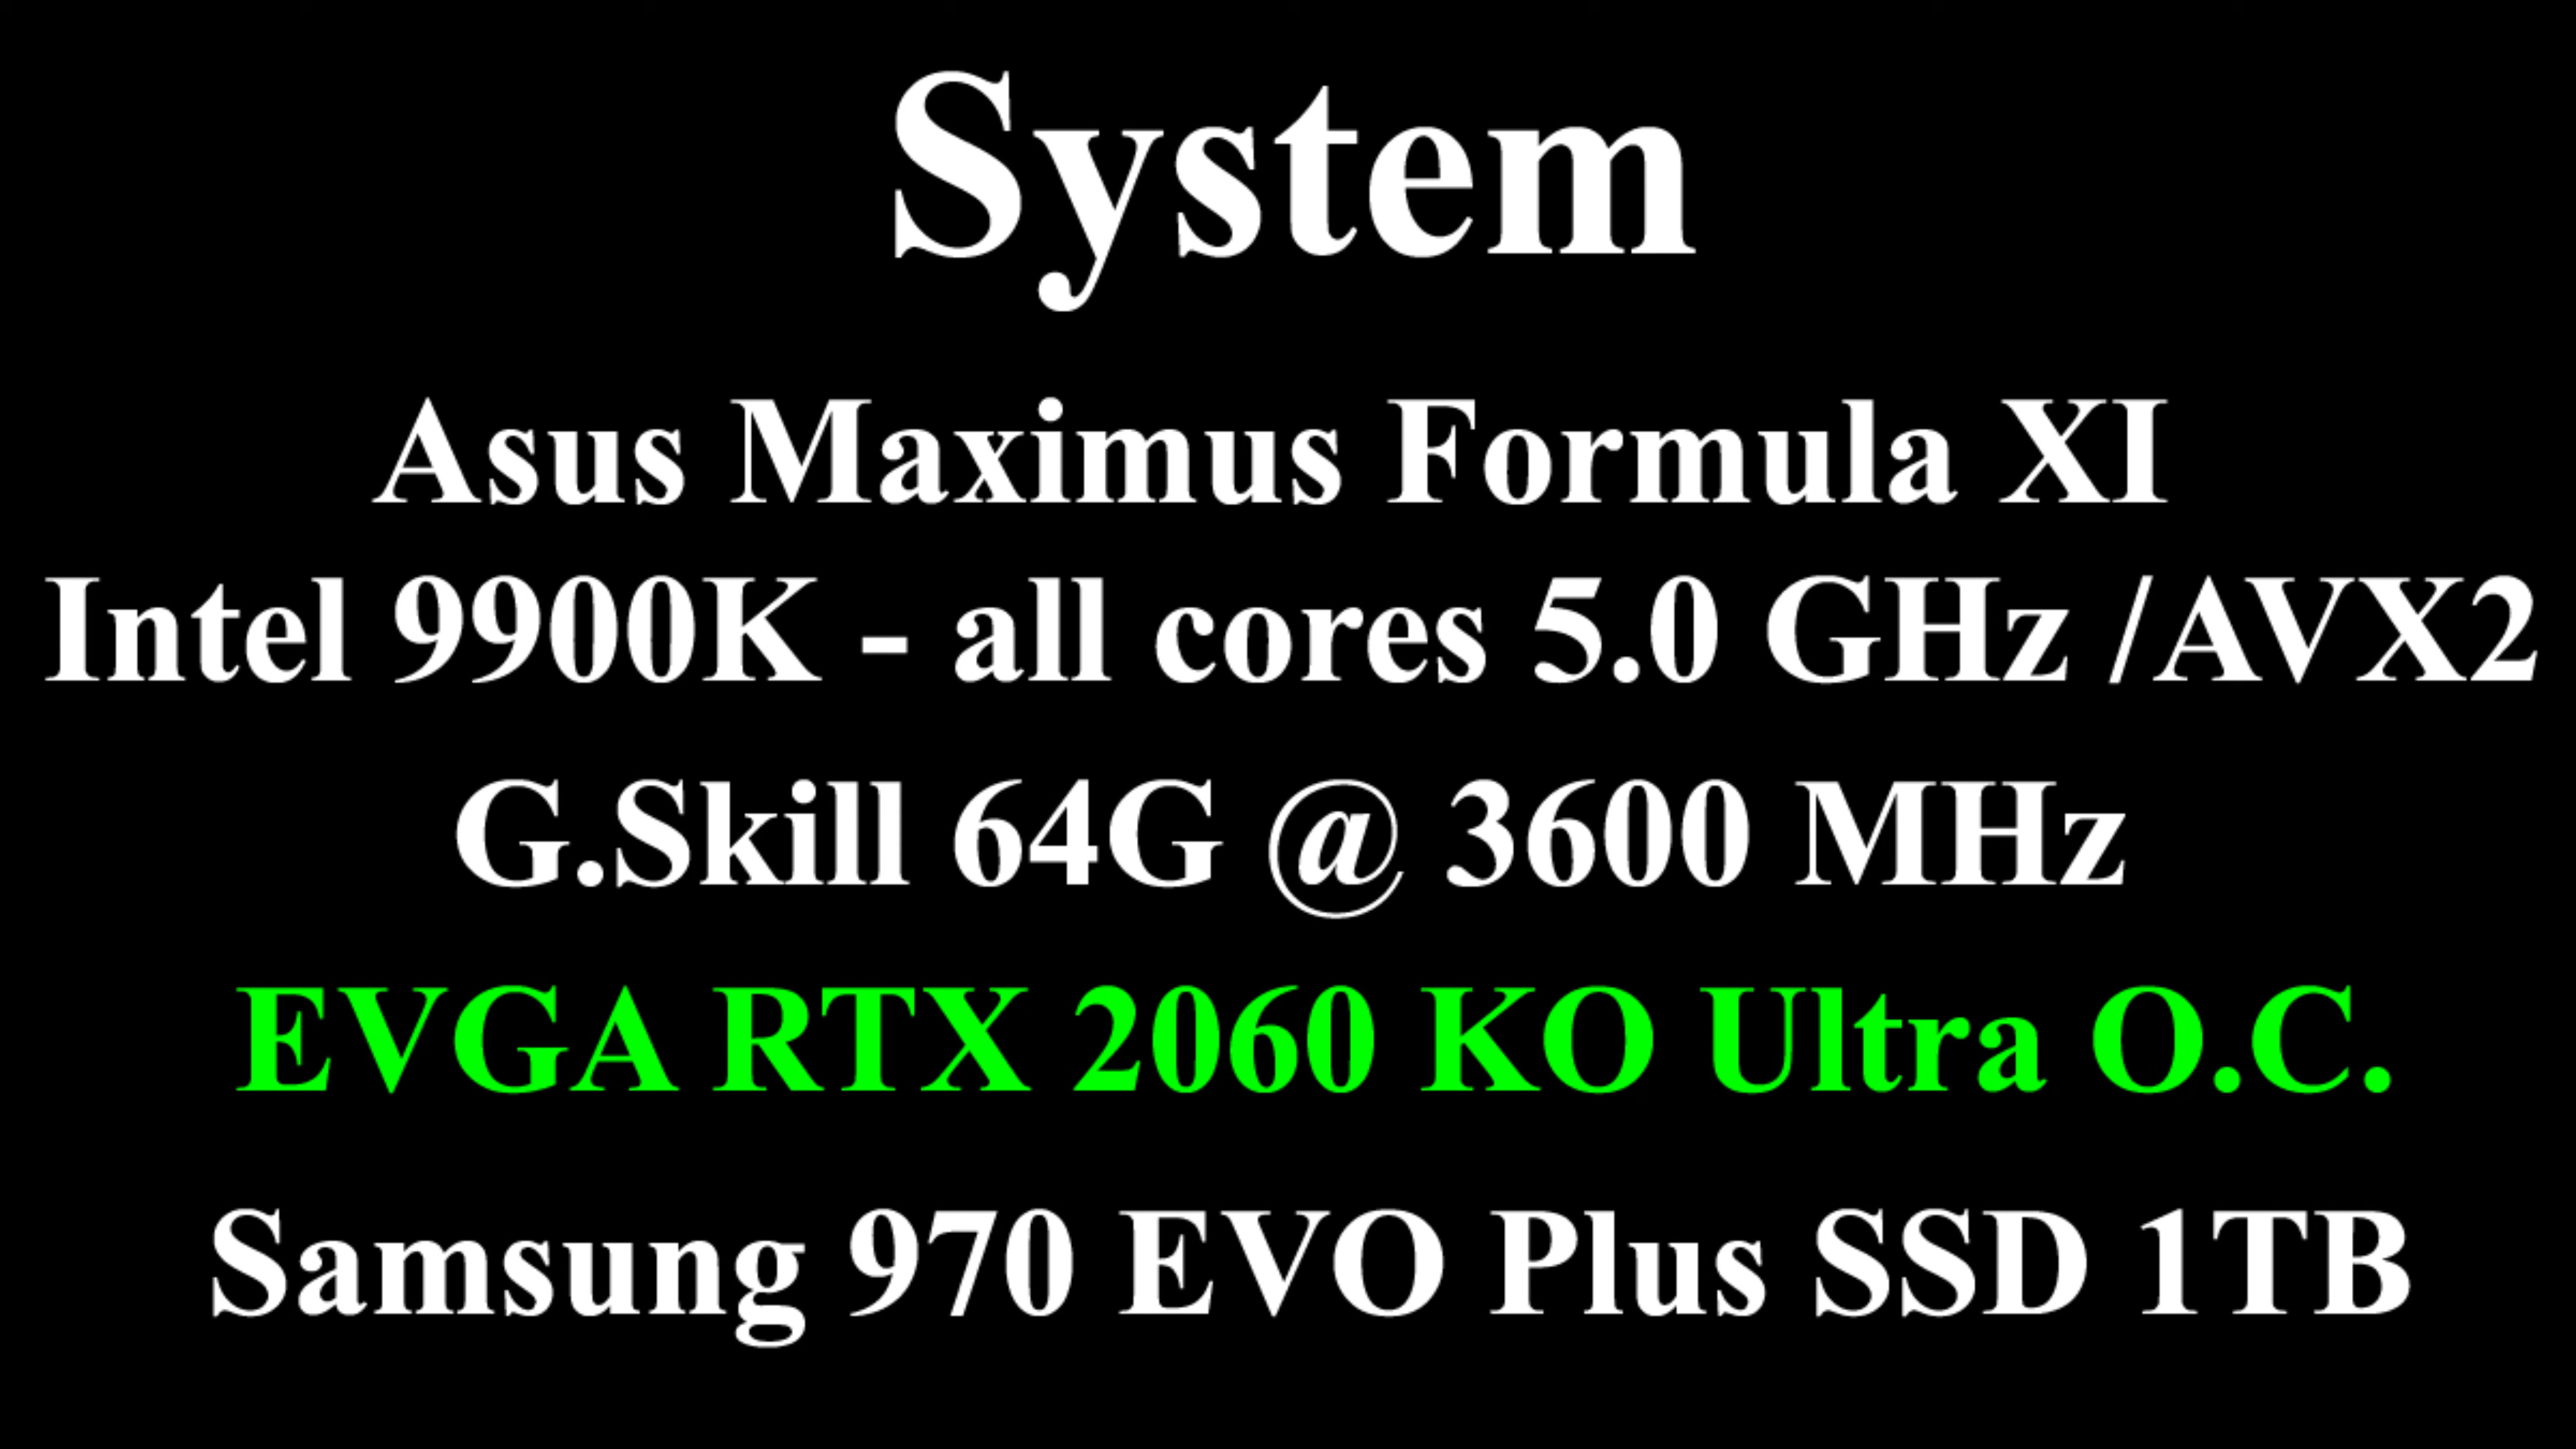 System
Asus Maximus Formula XI
Intel 9900K - all cores 5.0 GHz /AVX2
G.Skill 64G @ 3600 MHz
EVGA RTX 2060 KO Ultra O.C.
Samsung 970 EVO Plus SSD 1TB